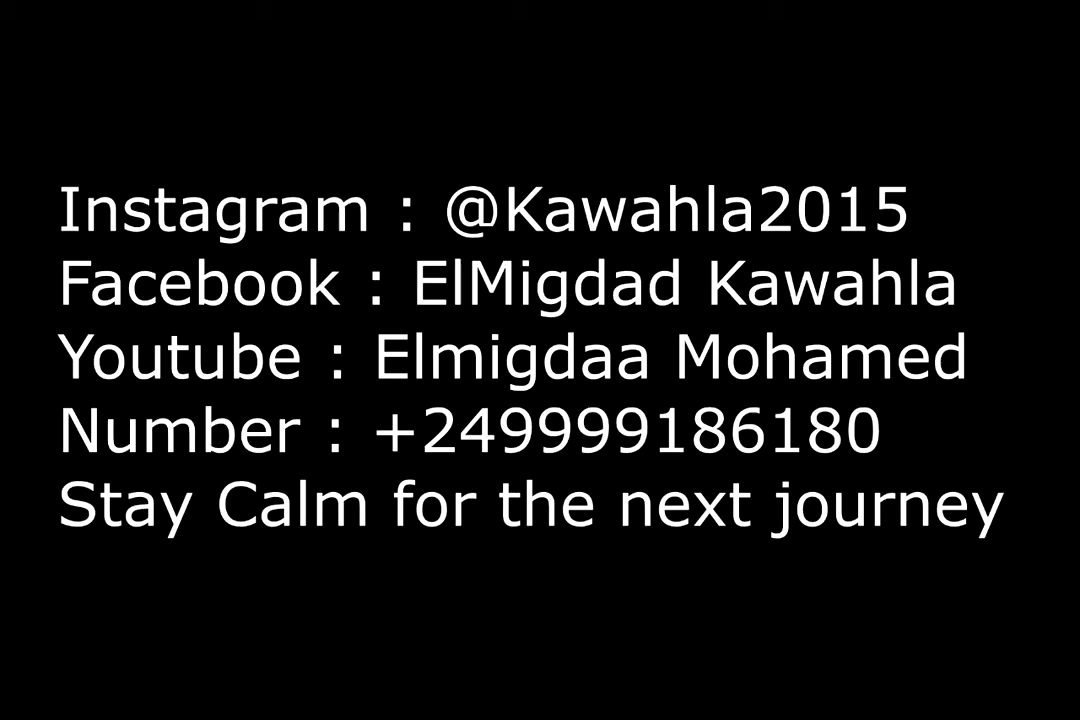 Instagram : @Kawahla2015
Facebook : ElMigdad Kawahla
Youtube : Elmigdaa Mohamed
Number : +249999186180
Stay Calm for the next journey